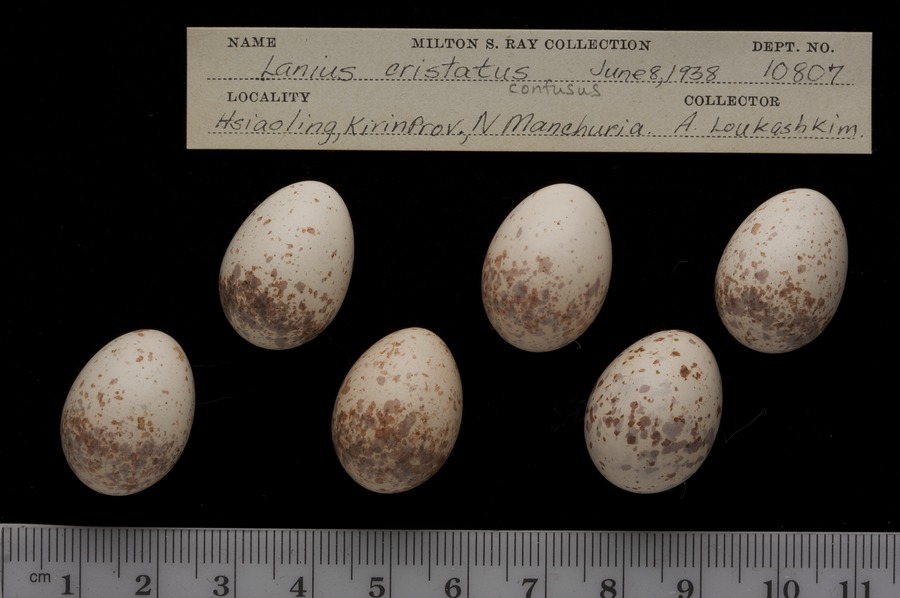 NAME MILTON S. RAY COLLECTION DEPT. NO.
Lanius cristatus June 8, 1938 10807
confusus
LOCALITY COLLECTOR
Hsiaoling, Kirin Prov., N Manchuria. A. Loukashkim.
cm 1 2 3 4 5 6 7 8 9 10 11